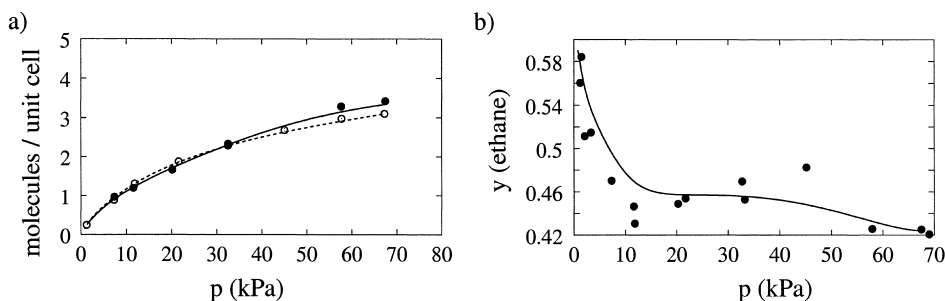 a)
molecules / unit cell
5
4
3
2
1
0
0 10 20 30 40 50 60 70 80
p (kPa)
b)
y (ethane)
0.58
0.54
0.5
0.46
0.42
0 10 20 30 40 50 60 70
p (kPa)